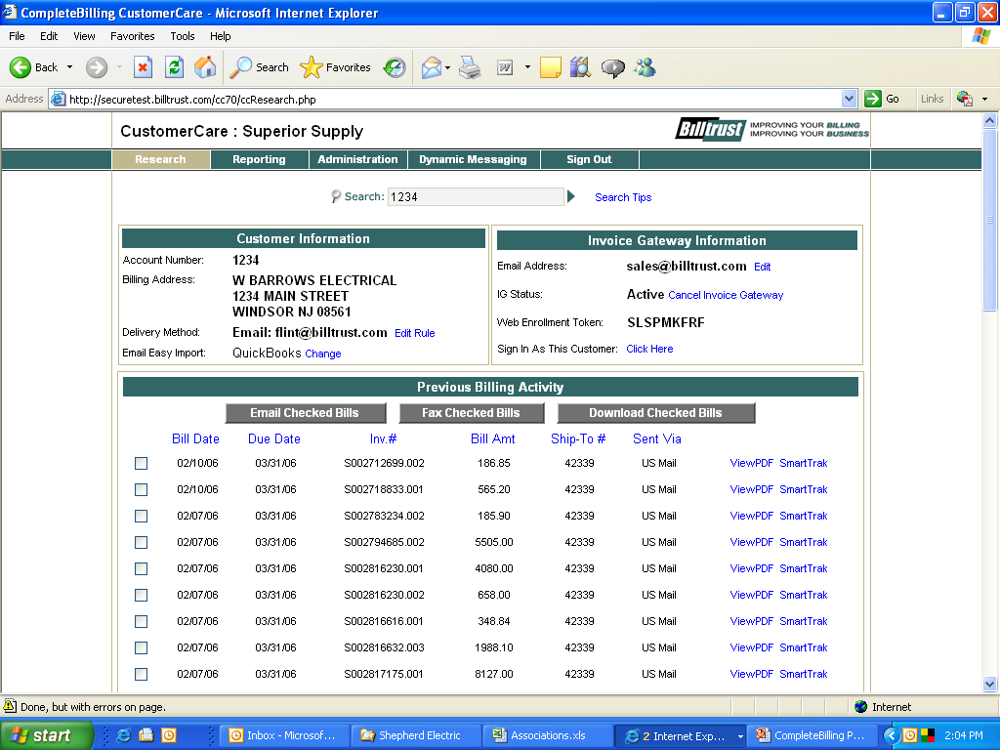 CompleteBilling CustomerCare - Microsoft Internet Explorer
File Edit View Favorites Tools Help
Back Search Favorites
Address http://securetest.billtrust.com/cc70/ccResearch.php Go Links
CustomerCare : Superior Supply
Billtrust IMPROVING YOUR BILLING
IMPROVING YOUR BUSINESS
Research Reporting Administration Dynamic Messaging Sign Out
Search: 1234 Search Tips
Customer Information
Account Number: 1234
Billing Address: W BARROWS ELECTRICAL
1234 MAIN STREET
WINDSOR NJ 08561
Delivery Method: Email: flint@billtrust.com Edit Rule
Email Easy Import: QuickBooks Change
Invoice Gateway Information
Email Address: sales@billtrust.com Edit
IG Status: Active Cancel Invoice Gateway
Web Enrollment Token: SLSPMKFRF
Sign In As This Customer: Click Here
Previous Billing Activity
Email Checked Bills Fax Checked Bills Download Checked Bills
Bill Date Due Date Inv.# Bill Amt Ship-To # Sent Via
02/10/06 03/31/06 S002712699.002 186.85 42339 US Mail ViewPDF SmartTrak
02/10/06 03/31/06 S002718833.001 565.20 42339 US Mail ViewPDF SmartTrak
02/07/06 03/31/06 S002783234.002 185.90 42339 US Mail ViewPDF SmartTrak
02/07/06 03/31/06 S002794685.002 5505.00 42339 US Mail ViewPDF SmartTrak
02/07/06 03/31/06 S002816230.001 4080.00 42339 US Mail ViewPDF SmartTrak
02/07/06 03/31/06 S002816230.002 658.00 42339 US Mail ViewPDF SmartTrak
02/07/06 03/31/06 S002816616.001 348.84 42339 US Mail ViewPDF SmartTrak
02/07/06 03/31/06 S002816632.003 1988.10 42339 US Mail ViewPDF SmartTrak
02/07/06 03/31/06 S002817175.001 8127.00 42339 US Mail ViewPDF SmartTrak
Done, but with errors on page. Internet
start Inbox - Microsof... Shepherd Electric Associations.xls 2 Internet Exp... CompleteBilling P... 2:04 PM